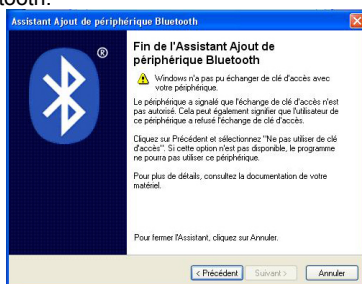 tooth.
Assistant Ajout de périphérique Bluetooth
®
Fin de l'Assistant Ajout de
périphérique Bluetooth
Windows n'a pas pu échanger de clé d'accès avec
votre périphérique.
Le périphérique a signalé que l'échange de clé d'accès n'est
pas autorisé. Cela peut également signifier que l'utilisateur de
ce périphérique a refusé l'échange de clé d'accès.
Cliquez sur Précédent et sélectionnez "Ne pas utiliser de clé
d'accès". Si cette option n'est pas disponible, le programme
ne pourra pas utiliser ce périphérique.
Pour plus de détails, consultez la documentation de votre
matériel.
Pour fermer l'Assistant, cliquez sur Annuler.
< Précédent Suivant > Annuler